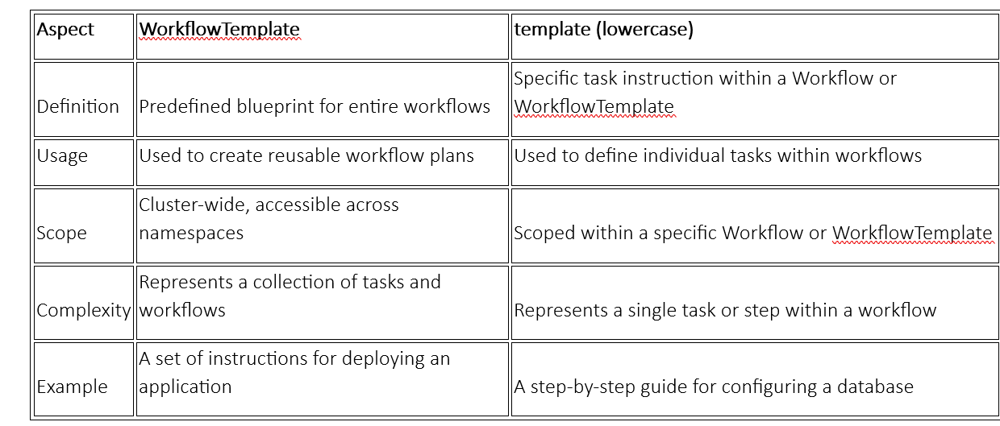 Aspect WorkflowTemplate template (lowercase)
Definition Predefined blueprint for entire workflows Specific task instruction within a Workflow or
WorkflowTemplate
Usage Used to create reusable workflow plans Used to define individual tasks within workflows
Scope Cluster-wide, accessible across
namespaces Scoped within a specific Workflow or WorkflowTemplate
Complexity Represents a collection of tasks and
workflows Represents a single task or step within a workflow
Example A set of instructions for deploying an
application A step-by-step guide for configuring a database